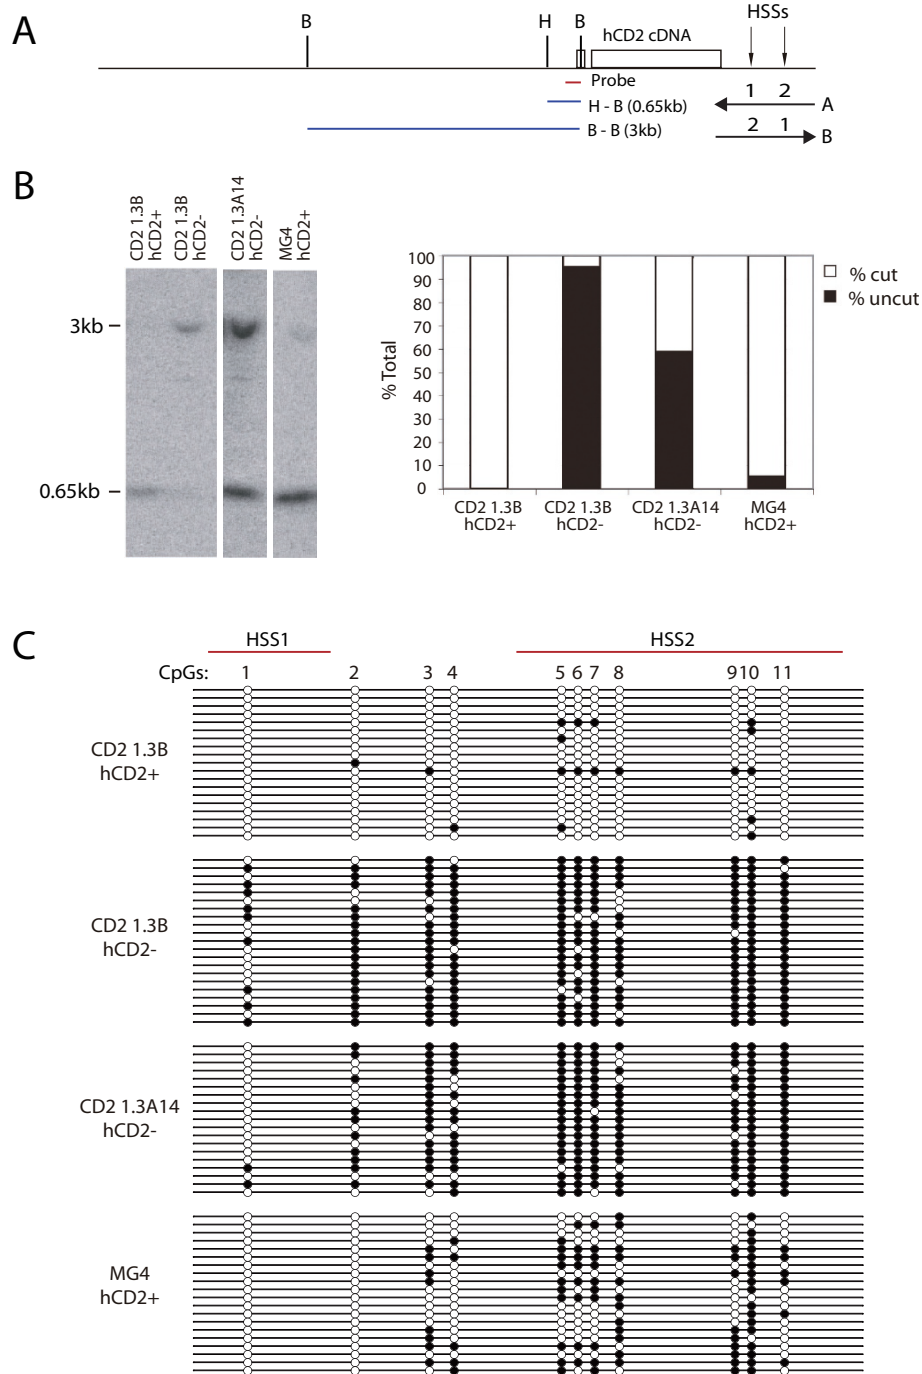 A
B
H
B
hCD2 cDNA
HSSs
Probe
H - B (0.65kb)
B - B (3kb)
1 2
A
2 1
B
B
CD2 1.3B
hCD2+
CD2 1.3B
hCD2-
CD2 1.3A14
hCD2-
MG4
hCD2+
3kb
0.65kb
% Total
100
90
80
70
60
50
40
30
20
10
0
CD2 1.3B
hCD2+
CD2 1.3B
hCD2-
CD2 1.3A14
hCD2-
MG4
hCD2+
% cut
% uncut
C
HSS1
HSS2
CpGs: 1 2 3 4 5 6 7 8 9 10 11
CD2 1.3B
hCD2+
CD2 1.3B
hCD2-
CD2 1.3A14
hCD2-
MG4
hCD2+